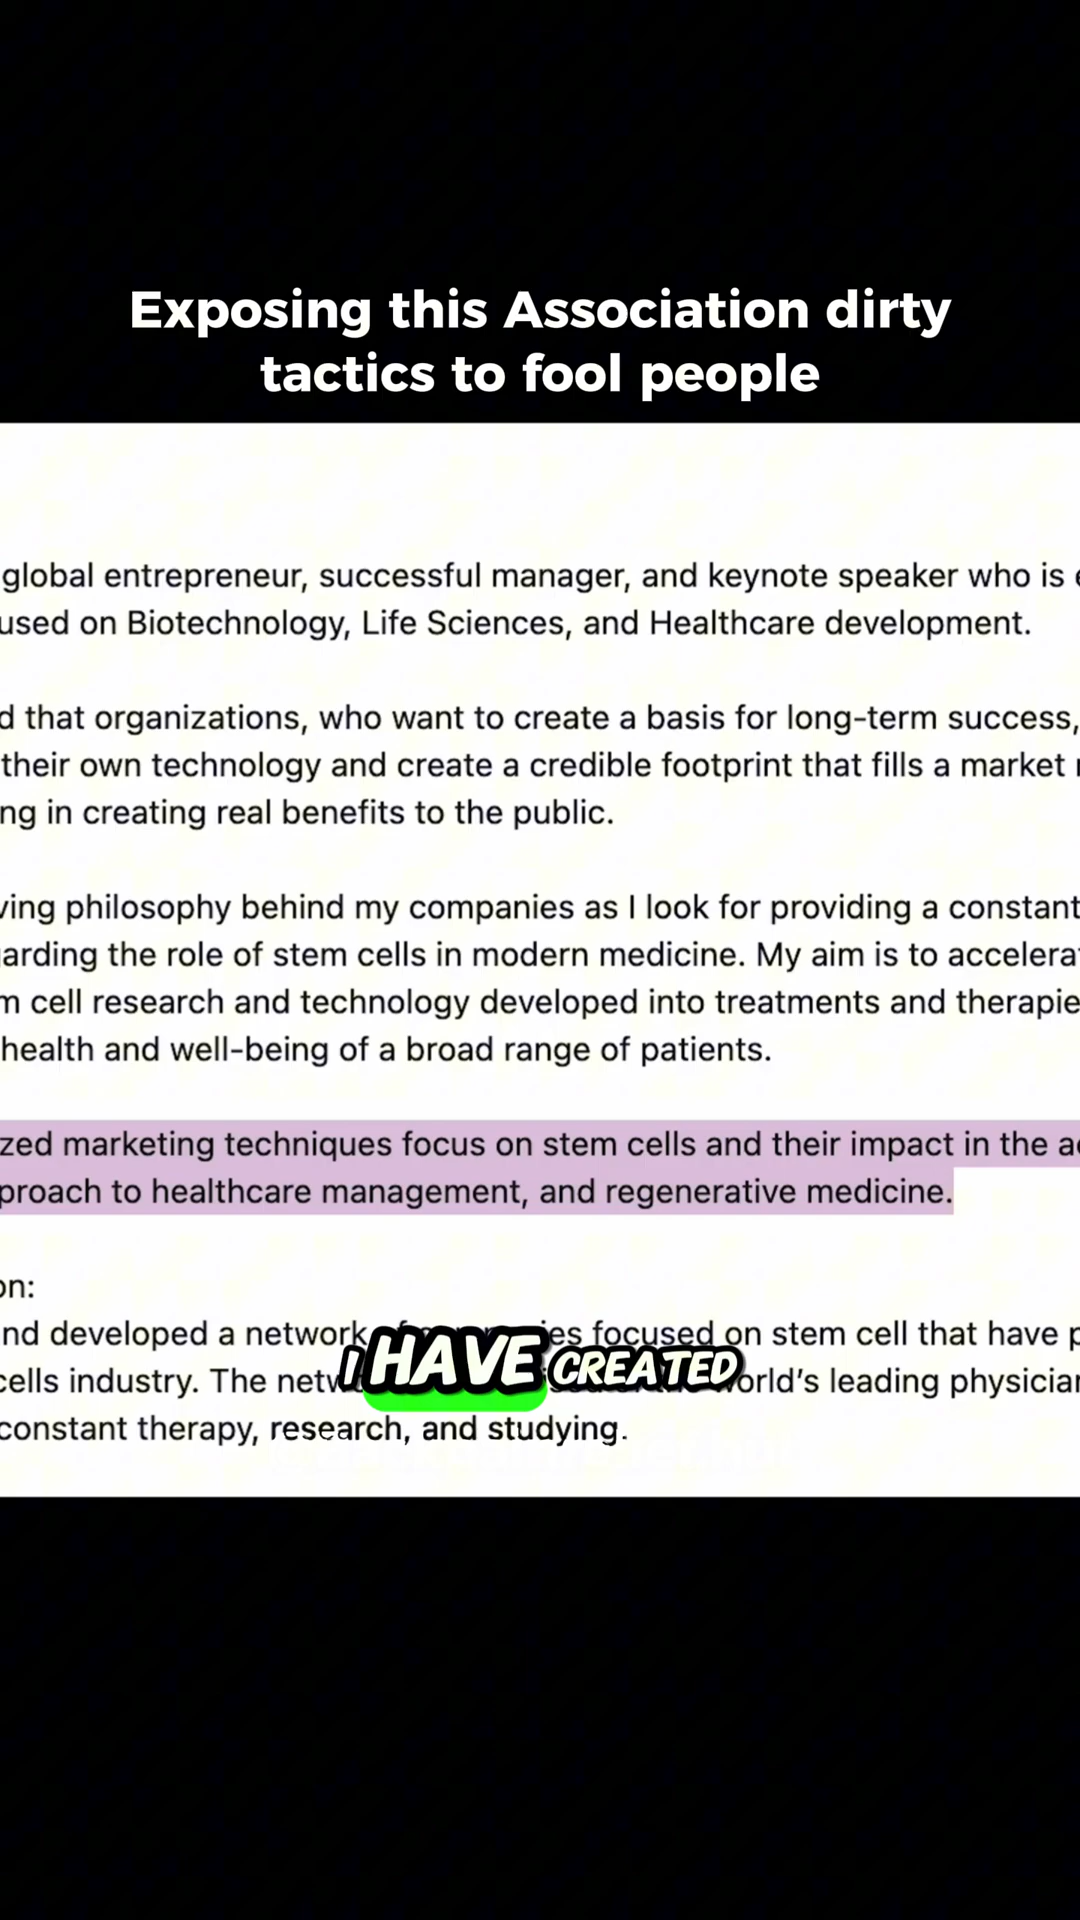 Exposing this Association dirty
tactics to fool people
global entrepreneur, successful manager, and keynote speaker who is
used on Biotechnology, Life Sciences, and Healthcare development.
d that organizations, who want to create a basis for long-term success,
their own technology and create a credible footprint that fills a market
ng in creating real benefits to the public.
ving philosophy behind my companies as I look for providing a constant
arding the role of stem cells in modern medicine. My aim is to accelera
m cell research and technology developed into treatments and therapie
health and well-being of a broad range of patients.
zed marketing techniques focus on stem cells and their impact in the
proach to healthcare management, and regenerative medicine.
on:
nd developed a network es focused on stem cell that have
I HAVE CREATED
cells industry. The netw orld's leading physician
constant therapy, research, and studying.